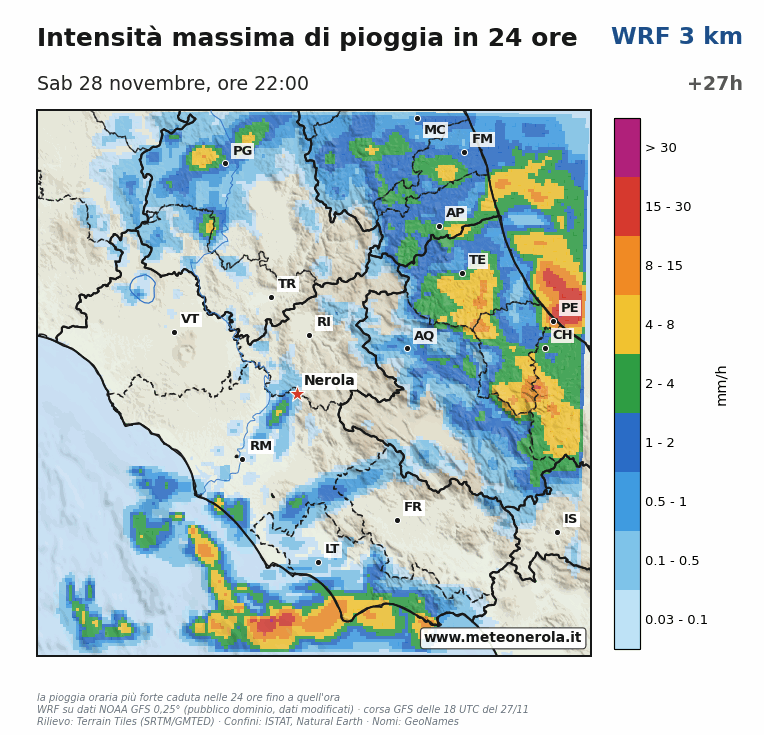 Intensità massima di pioggia in 24 ore
WRF 3 km
Sab 28 novembre, ore 22:00
+27h
MC
FM
PG
AP
TE
TR
PE
VT
RI
AQ
CH
Nerola
RM
FR
IS
LT
www.meteonerola.it
> 30
15 - 30
8 - 15
4 - 8
2 - 4
1 - 2
0.5 - 1
0.1 - 0.5
0.03 - 0.1
mm/h
la pioggia oraria più forte caduta nelle 24 ore fino a quell'ora
WRF su dati NOAA GFS 0,25° (pubblico dominio, dati modificati) · corsa GFS delle 18 UTC del 27/11
Rilievo: Terrain Tiles (SRTM/GMTED) · Confini: ISTAT, Natural Earth · Nomi: GeoNames